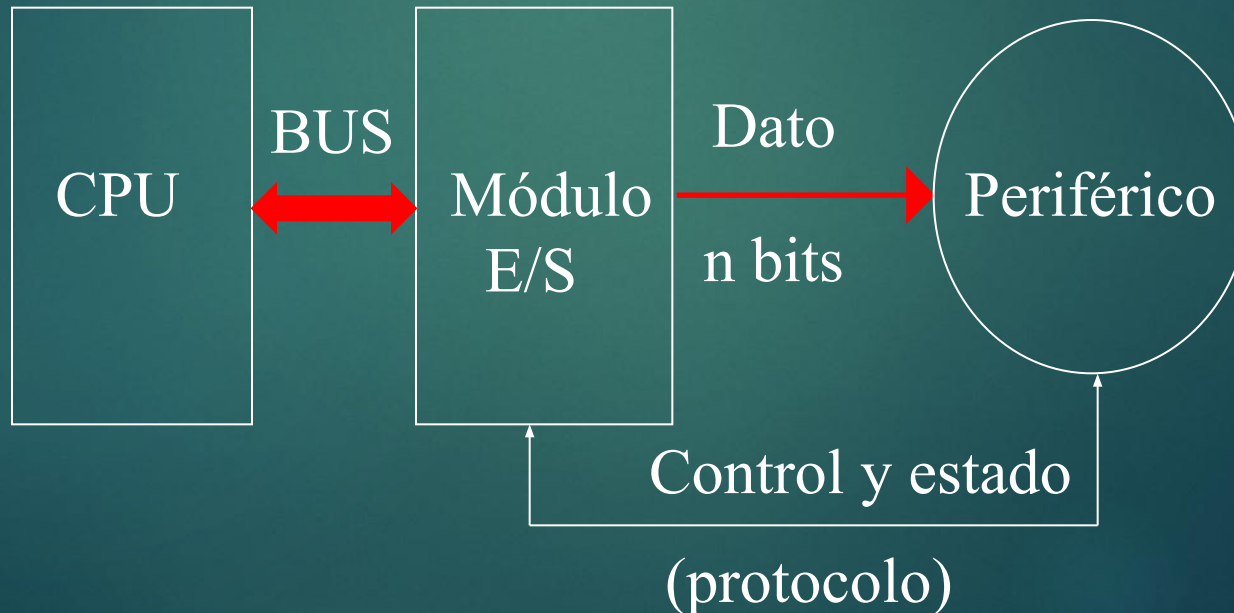 CPU
BUS
Módulo
E/S
Dato
n bits
Periférico
Control y estado
(protocolo)